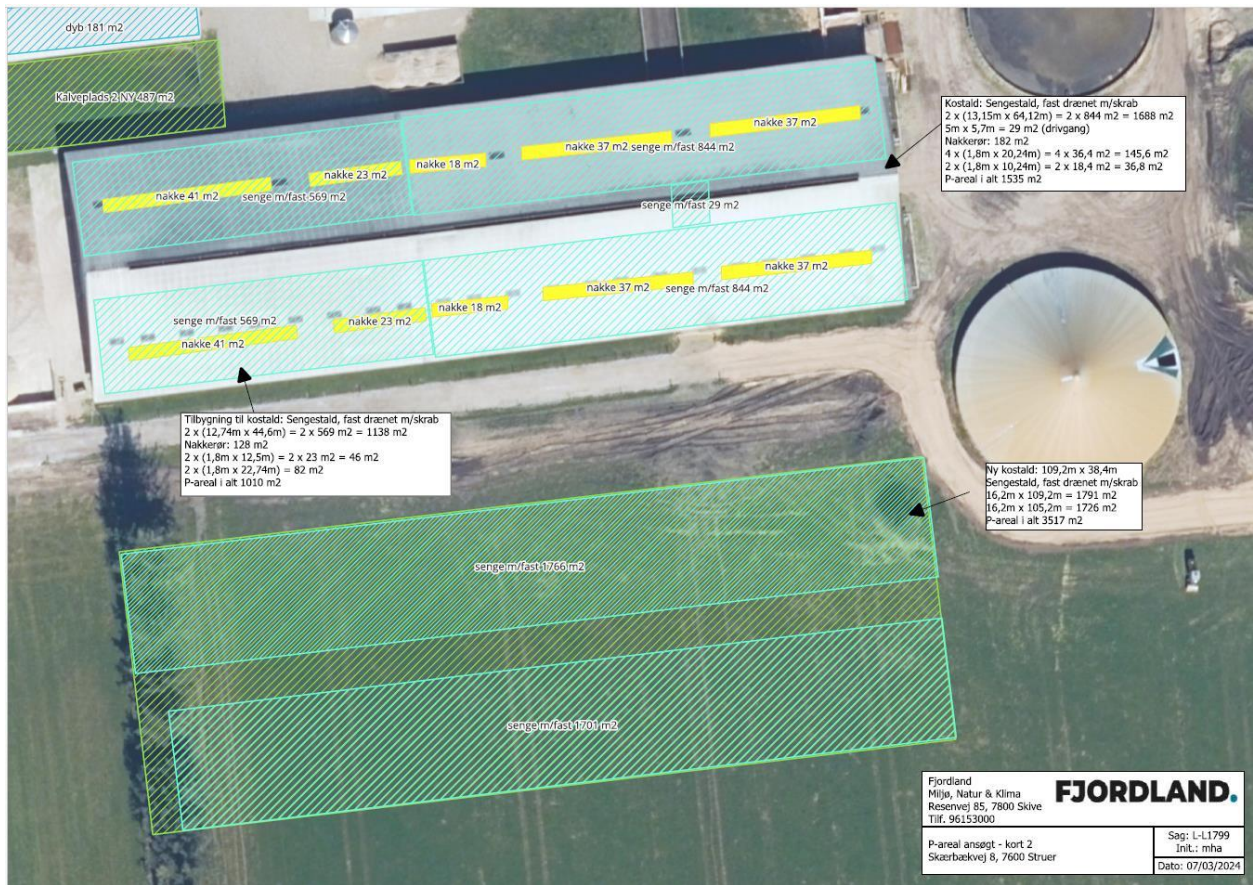 dyb 181 m2
Kalveplads 2 NY 487 m2
Kostald: Sengestald, fast drænet m/skrab
2 x (13,15m x 64,12m) = 2 x 844 m2 = 1688 m2
5m x 5,7m = 29 m2 (drivgang)
Nakkerør: 182 m2
4 x (1,8m x 20,24m) = 4 x 36,4 m2 = 145,6 m2
2 x (1,8m x 10,24m) = 2 x 18,4 m2 = 36,8 m2
P-areal i alt 1535 m2
nakke 37 m2
nakke 37 m2
senge m/fast 844 m2
nakke 18 m2
nakke 23 m2
nakke 41 m2
senge m/fast 569 m2
senge m/fast 29 m2
nakke 37 m2
nakke 37 m2
senge m/fast 844 m2
nakke 18 m2
senge m/fast 569 m2
nakke 23 m2
nakke 41 m2
Tilbygning til kostald: Sengestald, fast drænet m/skrab
2 x (12,74m x 44,6m) = 2 x 569 m2 = 1138 m2
Nakkerør: 128 m2
2 x (1,8m x 12,5m) = 2 x 23 m2 = 46 m2
2 x (1,8m x 22,74m) = 82 m2
P-areal i alt 1010 m2
Ny kostald: 109,2m x 38,4m
Sengestald, fast drænet m/skrab
16,2m x 109,2m = 1791 m2
16,2m x 105,2m = 1726 m2
P-areal i alt 3517 m2
senge m/fast 1766 m2
senge m/fast 1701 m2
Fjordland
Miljø, Natur & Klima
Resenvej 85, 7800 Skive
Tlf. 96153000
FJORDLAND.
P-areal ansøgt - kort 2
Skærbækvej 8, 7600 Struer
Sag: L-L1799
Init.: mha
Dato: 07/03/2024